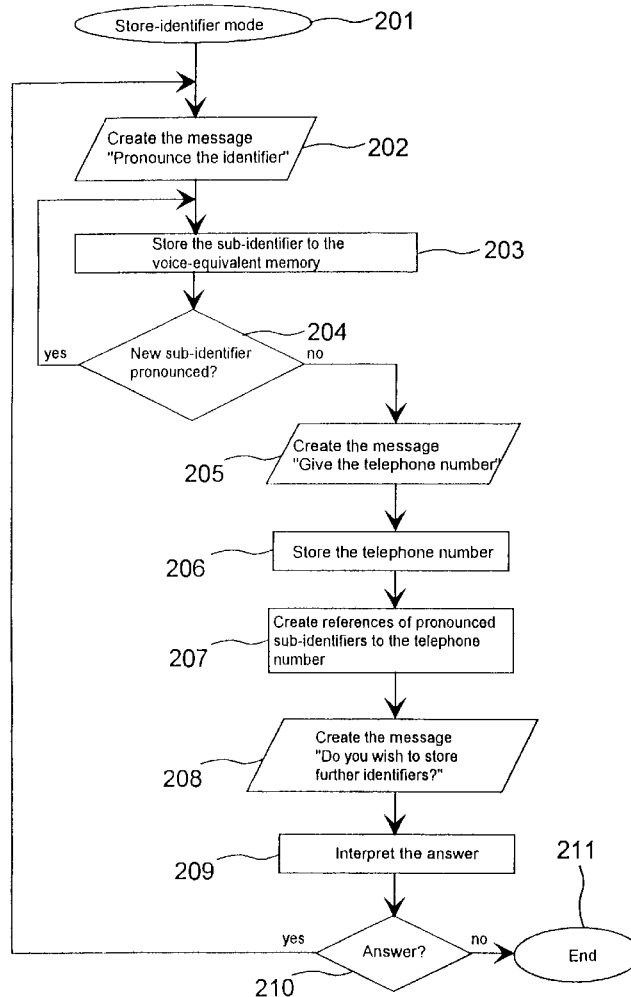 Store-identifier mode
201
Create the message
"Pronounce the identifier"
202
Store the sub-identifier to the
voice-equivalent memory
203
204
New sub-identifier
pronounced?
yes
no
Create the message
"Give the telephone number"
205
Store the telephone number
206
Create references of pronounced
sub-identifiers to the telephone
number
207
Create the message
"Do you wish to store
further identifiers?"
208
Interpret the answer
209
211
yes
Answer?
no
End
210